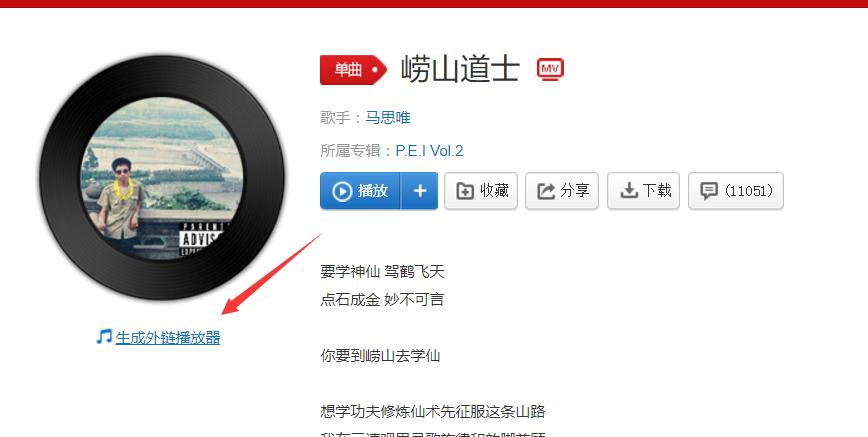 单曲 崂山道士 MV
歌手：马思唯
所属专辑：P.E.I Vol.2
播放 + 收藏 分享 下载 (11051)
PARENT
ADVIS
生成外链播放器
要学神仙 驾鹤飞天
点石成金 妙不可言
你要到崂山去学仙
想学功夫修炼仙术先征服这条山路